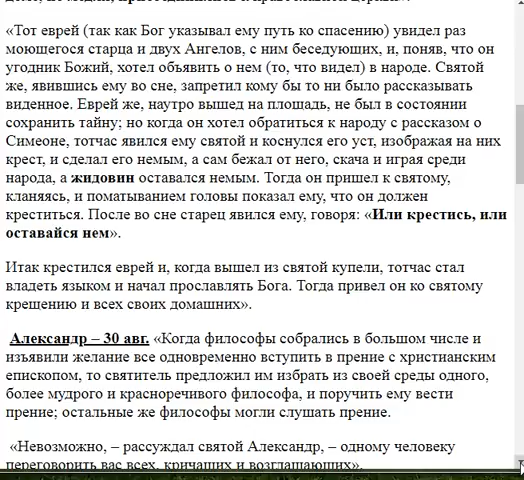 «Тот еврей (так как Бог указывал ему путь ко спасению) увидел раз
моющегося старца и двух Ангелов, с ним беседующих, и, поняв, что он
угодник Божий, хотел объявить о нем (то, что видел) в народе. Святой
же, явившись ему во сне, запретил кому бы то ни было рассказывать
виденное. Еврей же, наутро вышед на площадь, не был в состоянии
сохранить тайну; но когда он хотел обратиться к народу с рассказом о
Симеоне, тотчас явился ему святой и коснулся его уст, изображая на них
крест, и сделал его немым, а сам бежал от него, скача и играя среди
народа, а жидовин оставался немым. Тогда он пришел к святому,
кланяясь, и поматыванием головы показал ему, что он должен
креститься. После во сне старец явился ему, говоря: «Или крестись, или
оставайся нем».
Итак крестился еврей и, когда вышел из святой купели, тотчас стал
владеть языком и начал прославлять Бога. Тогда привел он ко святому
крещению и всех своих домашних».
Александр – 30 авг. «Когда философы собрались в большом числе и
изъявили желание все одновременно вступить в прение с христианским
епископом, то святитель предложил им избрать из своей среды одного,
более мудрого и красноречивого философа, и поручить ему вести
прение; остальные же философы могли слушать прение.
«Невозможно, – рассуждал святой Александр, – одному человеку
переговорить вас всех, кричащих и возглашающих».